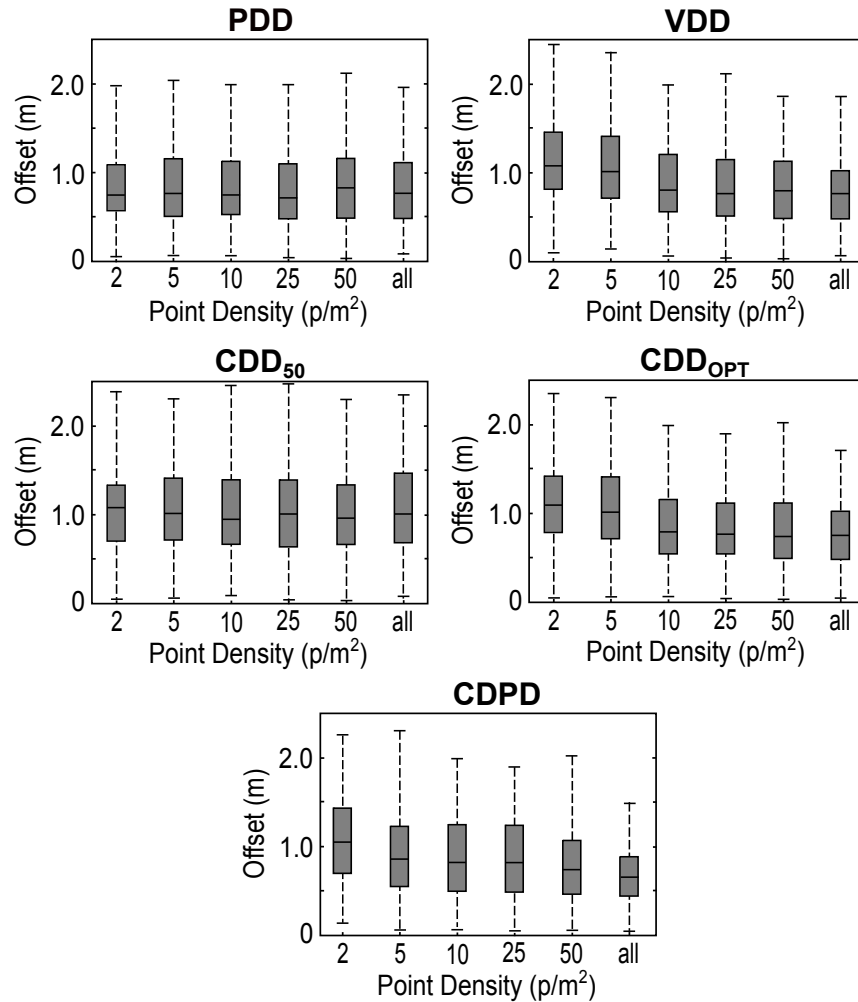 PDD
Offset (m)
2.0
1.0
0
2 5 10 25 50 all
Point Density (p/m²)
VDD
Offset (m)
2.0
1.0
0
2 5 10 25 50 all
Point Density (p/m²)
CDD₅₀
Offset (m)
2.0
1.0
0
2 5 10 25 50 all
Point Density (p/m²)
CDD_OPT
Offset (m)
2.0
1.0
0
2 5 10 25 50 all
Point Density (p/m²)
CDPD
Offset (m)
2.0
1.0
0
2 5 10 25 50 all
Point Density (p/m²)